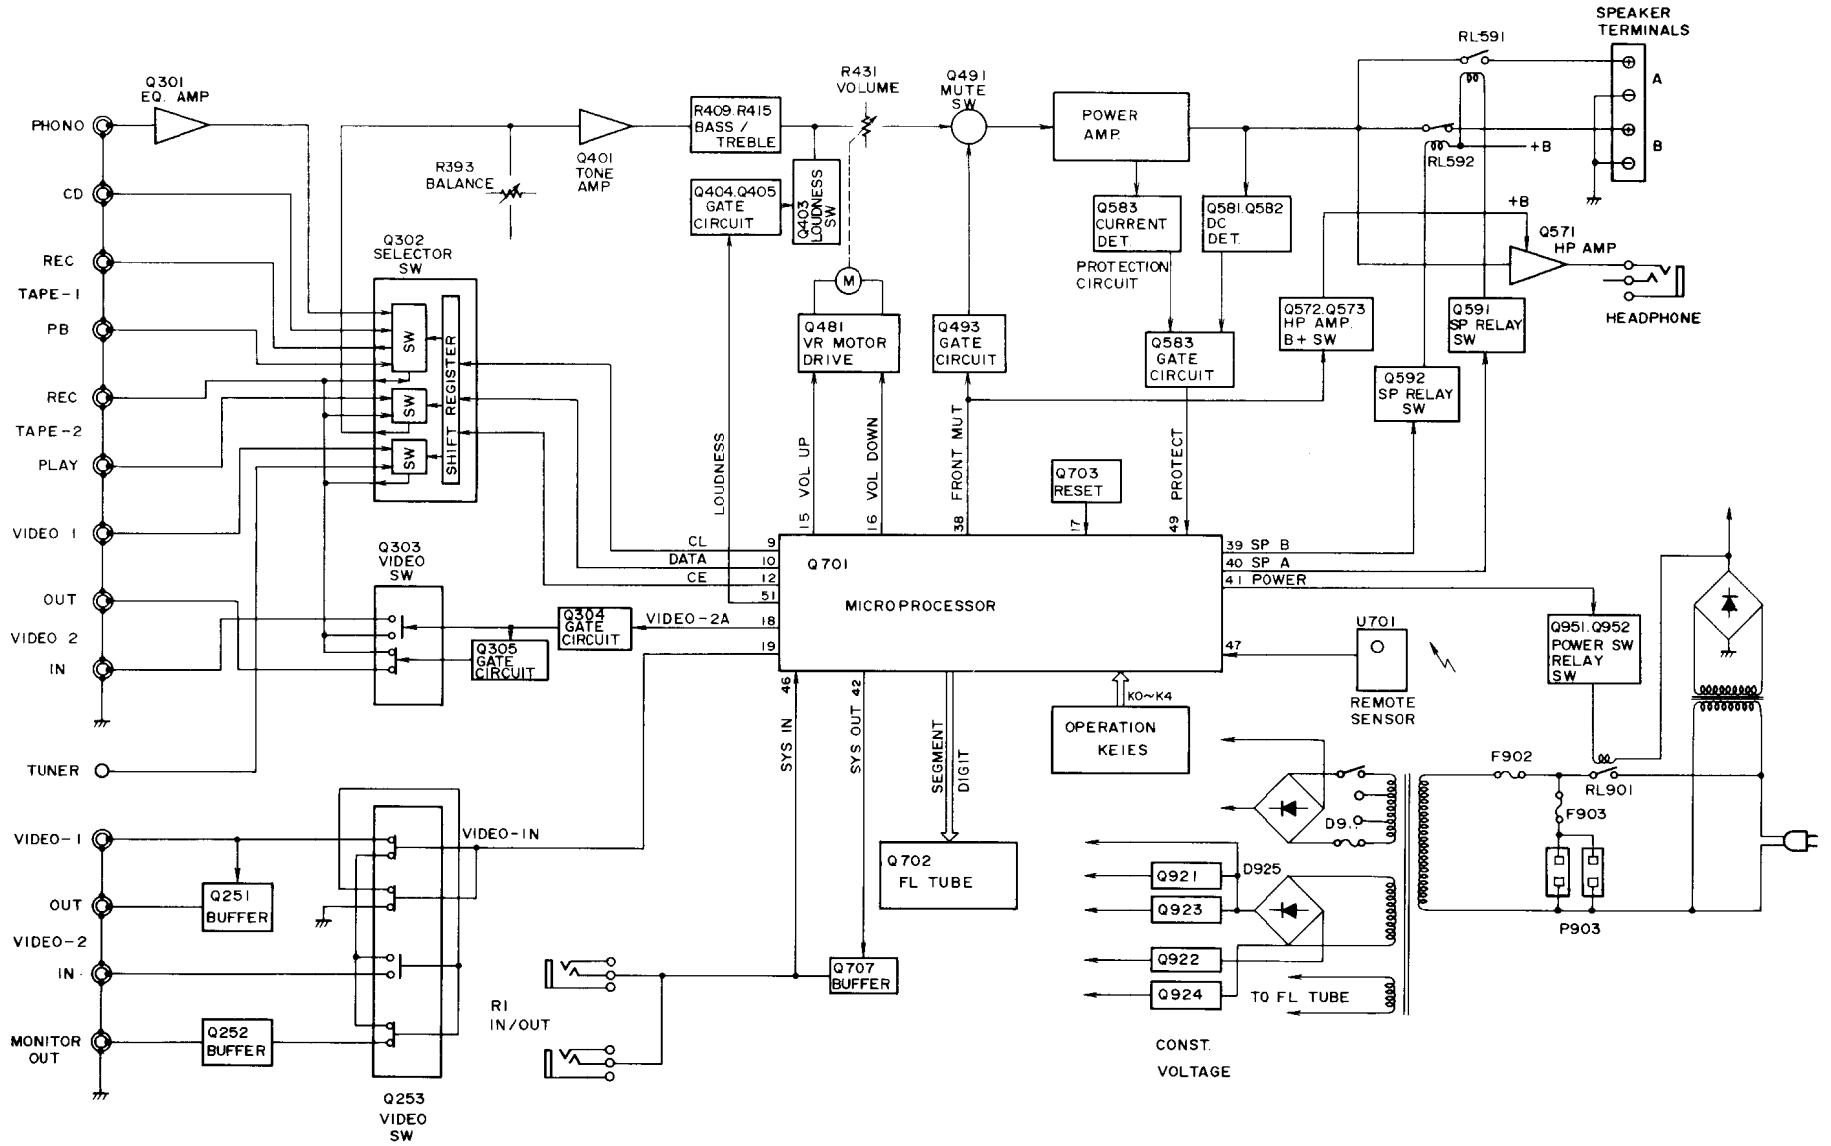 SPEAKER
TERMINALS
RL591
A
B
+B
RL592
Q301
EQ. AMP
PHONO
CD
REC
TAPE-1
PB
REC
TAPE-2
PLAY
VIDEO 1
OUT
VIDEO 2
IN
TUNER
VIDEO-1
OUT
VIDEO-2
IN
MONITOR
OUT
Q302
SELECTOR
SW
SW
SW
SW
SHIFT REGISTER
R393
BALANCE
Q401
TONE
AMP
R409.R415
BASS /
TREBLE
Q404.Q405
GATE
CIRCUIT
Q403
LOUDNESS
SW
R431
VOLUME
M
Q481
VR MOTOR
DRIVE
Q491
MUTE
SW
Q493
GATE
CIRCUIT
POWER
AMP.
Q583
CURRENT
DET.
Q581.Q582
DC
DET.
PROTECTION
CIRCUIT
Q583
GATE
CIRCUIT
+B
Q571
HP AMP
HEADPHONE
Q572.Q573
HP AMP.
B+ SW
Q591
SP RELAY
SW
Q592
SP RELAY
SW
LOUDNESS
15 VOL UP
16 VOL DOWN
38 FRONT MUT
Q703
RESET
17
49 PROTECT
CL 9
DATA 10
CE 12
51
VIDEO-2A 18
19
Q701
MICROPROCESSOR
39 SP B
40 SP A
41 POWER
47
U701
REMOTE
SENSOR
Q951.Q952
POWER SW
RELAY
SW
Q303
VIDEO
SW
Q304
GATE
CIRCUIT
Q305
GATE
CIRCUIT
SYS IN 46
SYS OUT 42
SEGMENT
DIGIT
K0~K4
OPERATION
KEIES
Q702
FL TUBE
Q707
BUFFER
VIDEO-IN
Q251
BUFFER
Q252
BUFFER
Q253
VIDEO
SW
RI
IN/OUT
F902
RL901
F903
P903
D925
Q921
Q923
Q922
Q924
TO FL TUBE
CONST.
VOLTAGE